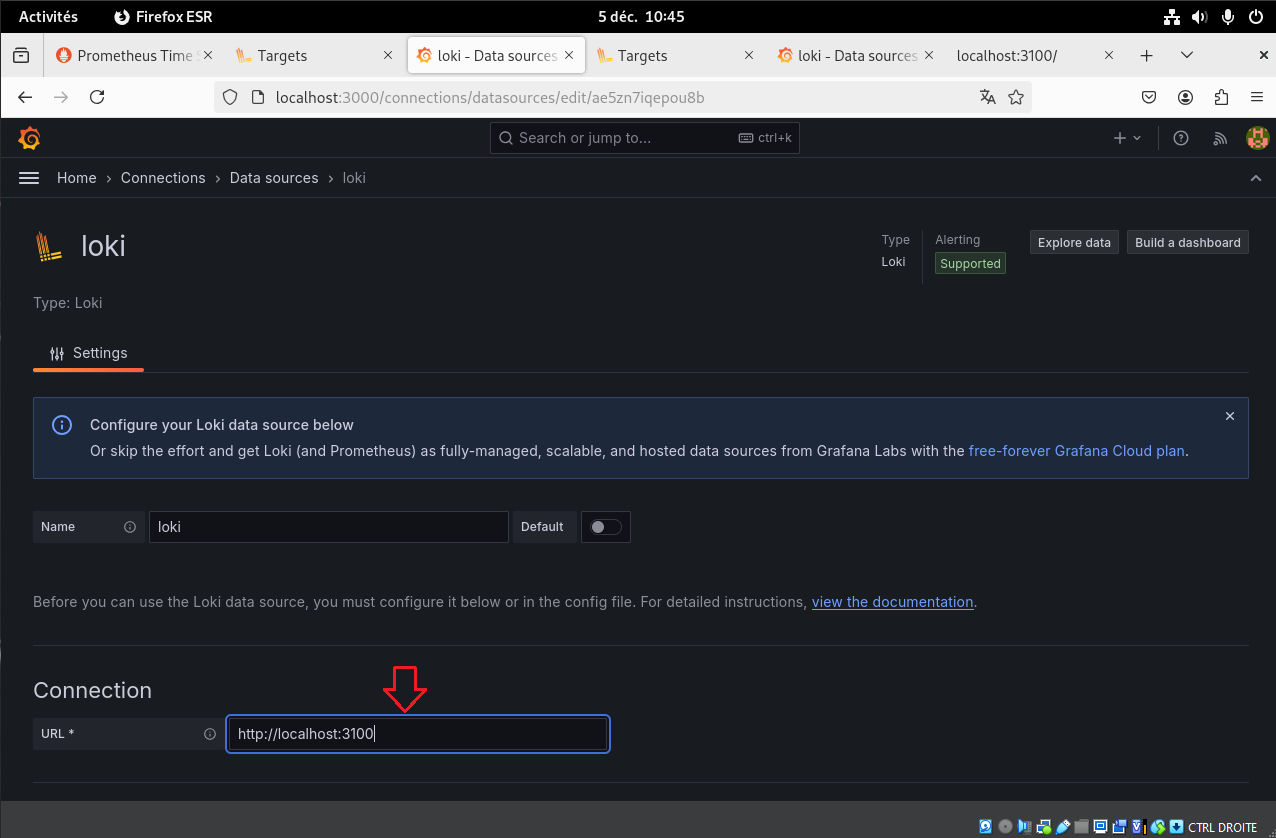 Activités Firefox ESR 5 déc. 10:45
Prometheus Time S Targets loki - Data sources Targets loki - Data sources localhost:3100/
localhost:3000/connections/datasources/edit/ae5zn7iqepou8b
Search or jump to... ctrl+k
Home › Connections › Data sources › loki
loki
Type Alerting Explore data Build a dashboard
Loki Supported
Type: Loki
Settings
Configure your Loki data source below
Or skip the effort and get Loki (and Prometheus) as fully-managed, scalable, and hosted data sources from Grafana Labs with the free-forever Grafana Cloud plan.
Name loki Default
Before you can use the Loki data source, you must configure it below or in the config file. For detailed instructions, view the documentation.
Connection
URL * http://localhost:3100
CTRL DROITE